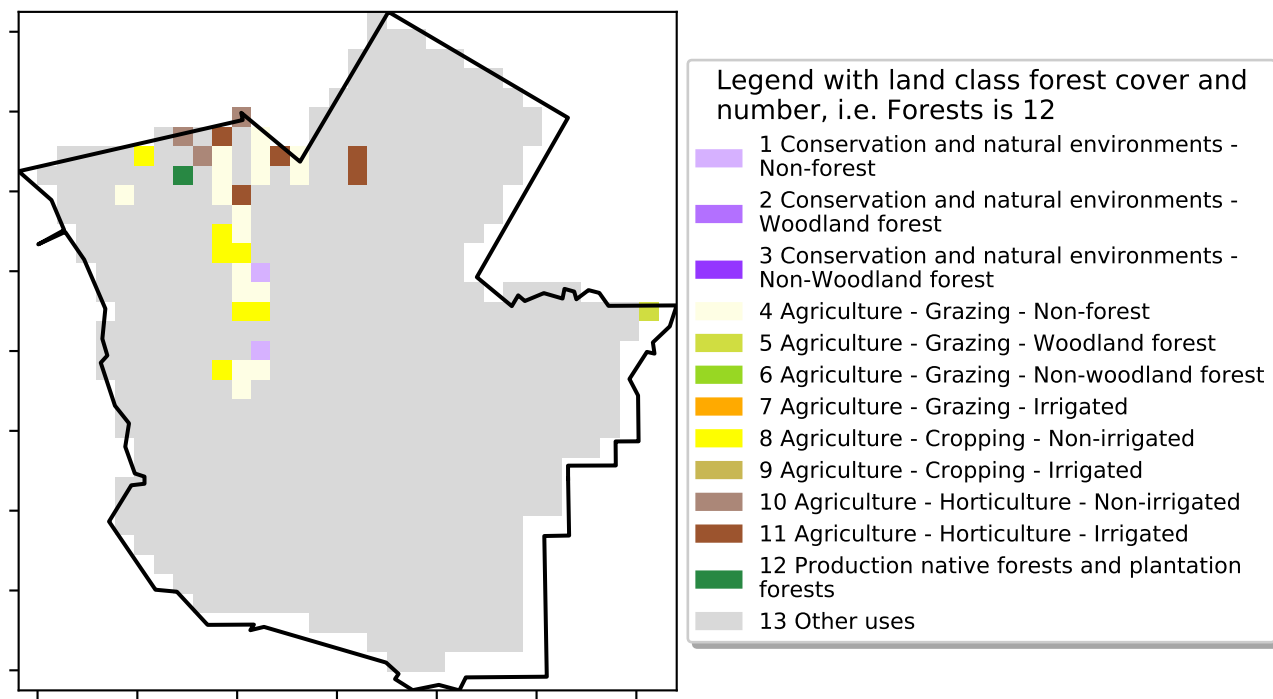 Legend with land class forest cover and
number, i.e. Forests is 12
1 Conservation and natural environments -
Non-forest
2 Conservation and natural environments -
Woodland forest
3 Conservation and natural environments -
Non-Woodland forest
4 Agriculture - Grazing - Non-forest
5 Agriculture - Grazing - Woodland forest
6 Agriculture - Grazing - Non-woodland forest
7 Agriculture - Grazing - Irrigated
8 Agriculture - Cropping - Non-irrigated
9 Agriculture - Cropping - Irrigated
10 Agriculture - Horticulture - Non-irrigated
11 Agriculture - Horticulture - Irrigated
12 Production native forests and plantation
forests
13 Other uses